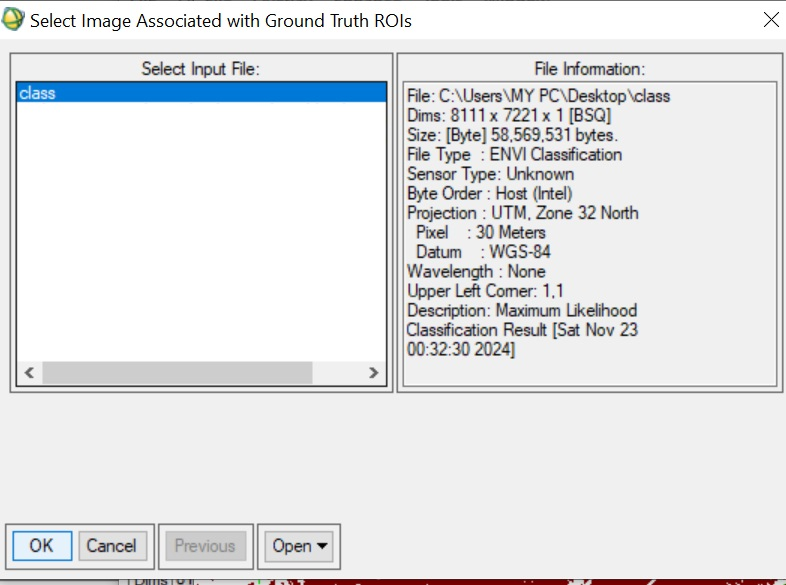 Select Image Associated with Ground Truth ROIs
Select Input File:
class
File Information:
File: C:\Users\MY PC\Desktop\class
Dims: 8111 x 7221 x 1 [BSQ]
Size: [Byte] 58,569,531 bytes.
File Type : ENVI Classification
Sensor Type: Unknown
Byte Order : Host (Intel)
Projection : UTM, Zone 32 North
Pixel : 30 Meters
Datum : WGS-84
Wavelength : None
Upper Left Corner: 1,1
Description: Maximum Likelihood
Classification Result [Sat Nov 23
00:32:30 2024]
OK
Cancel
Previous
Open